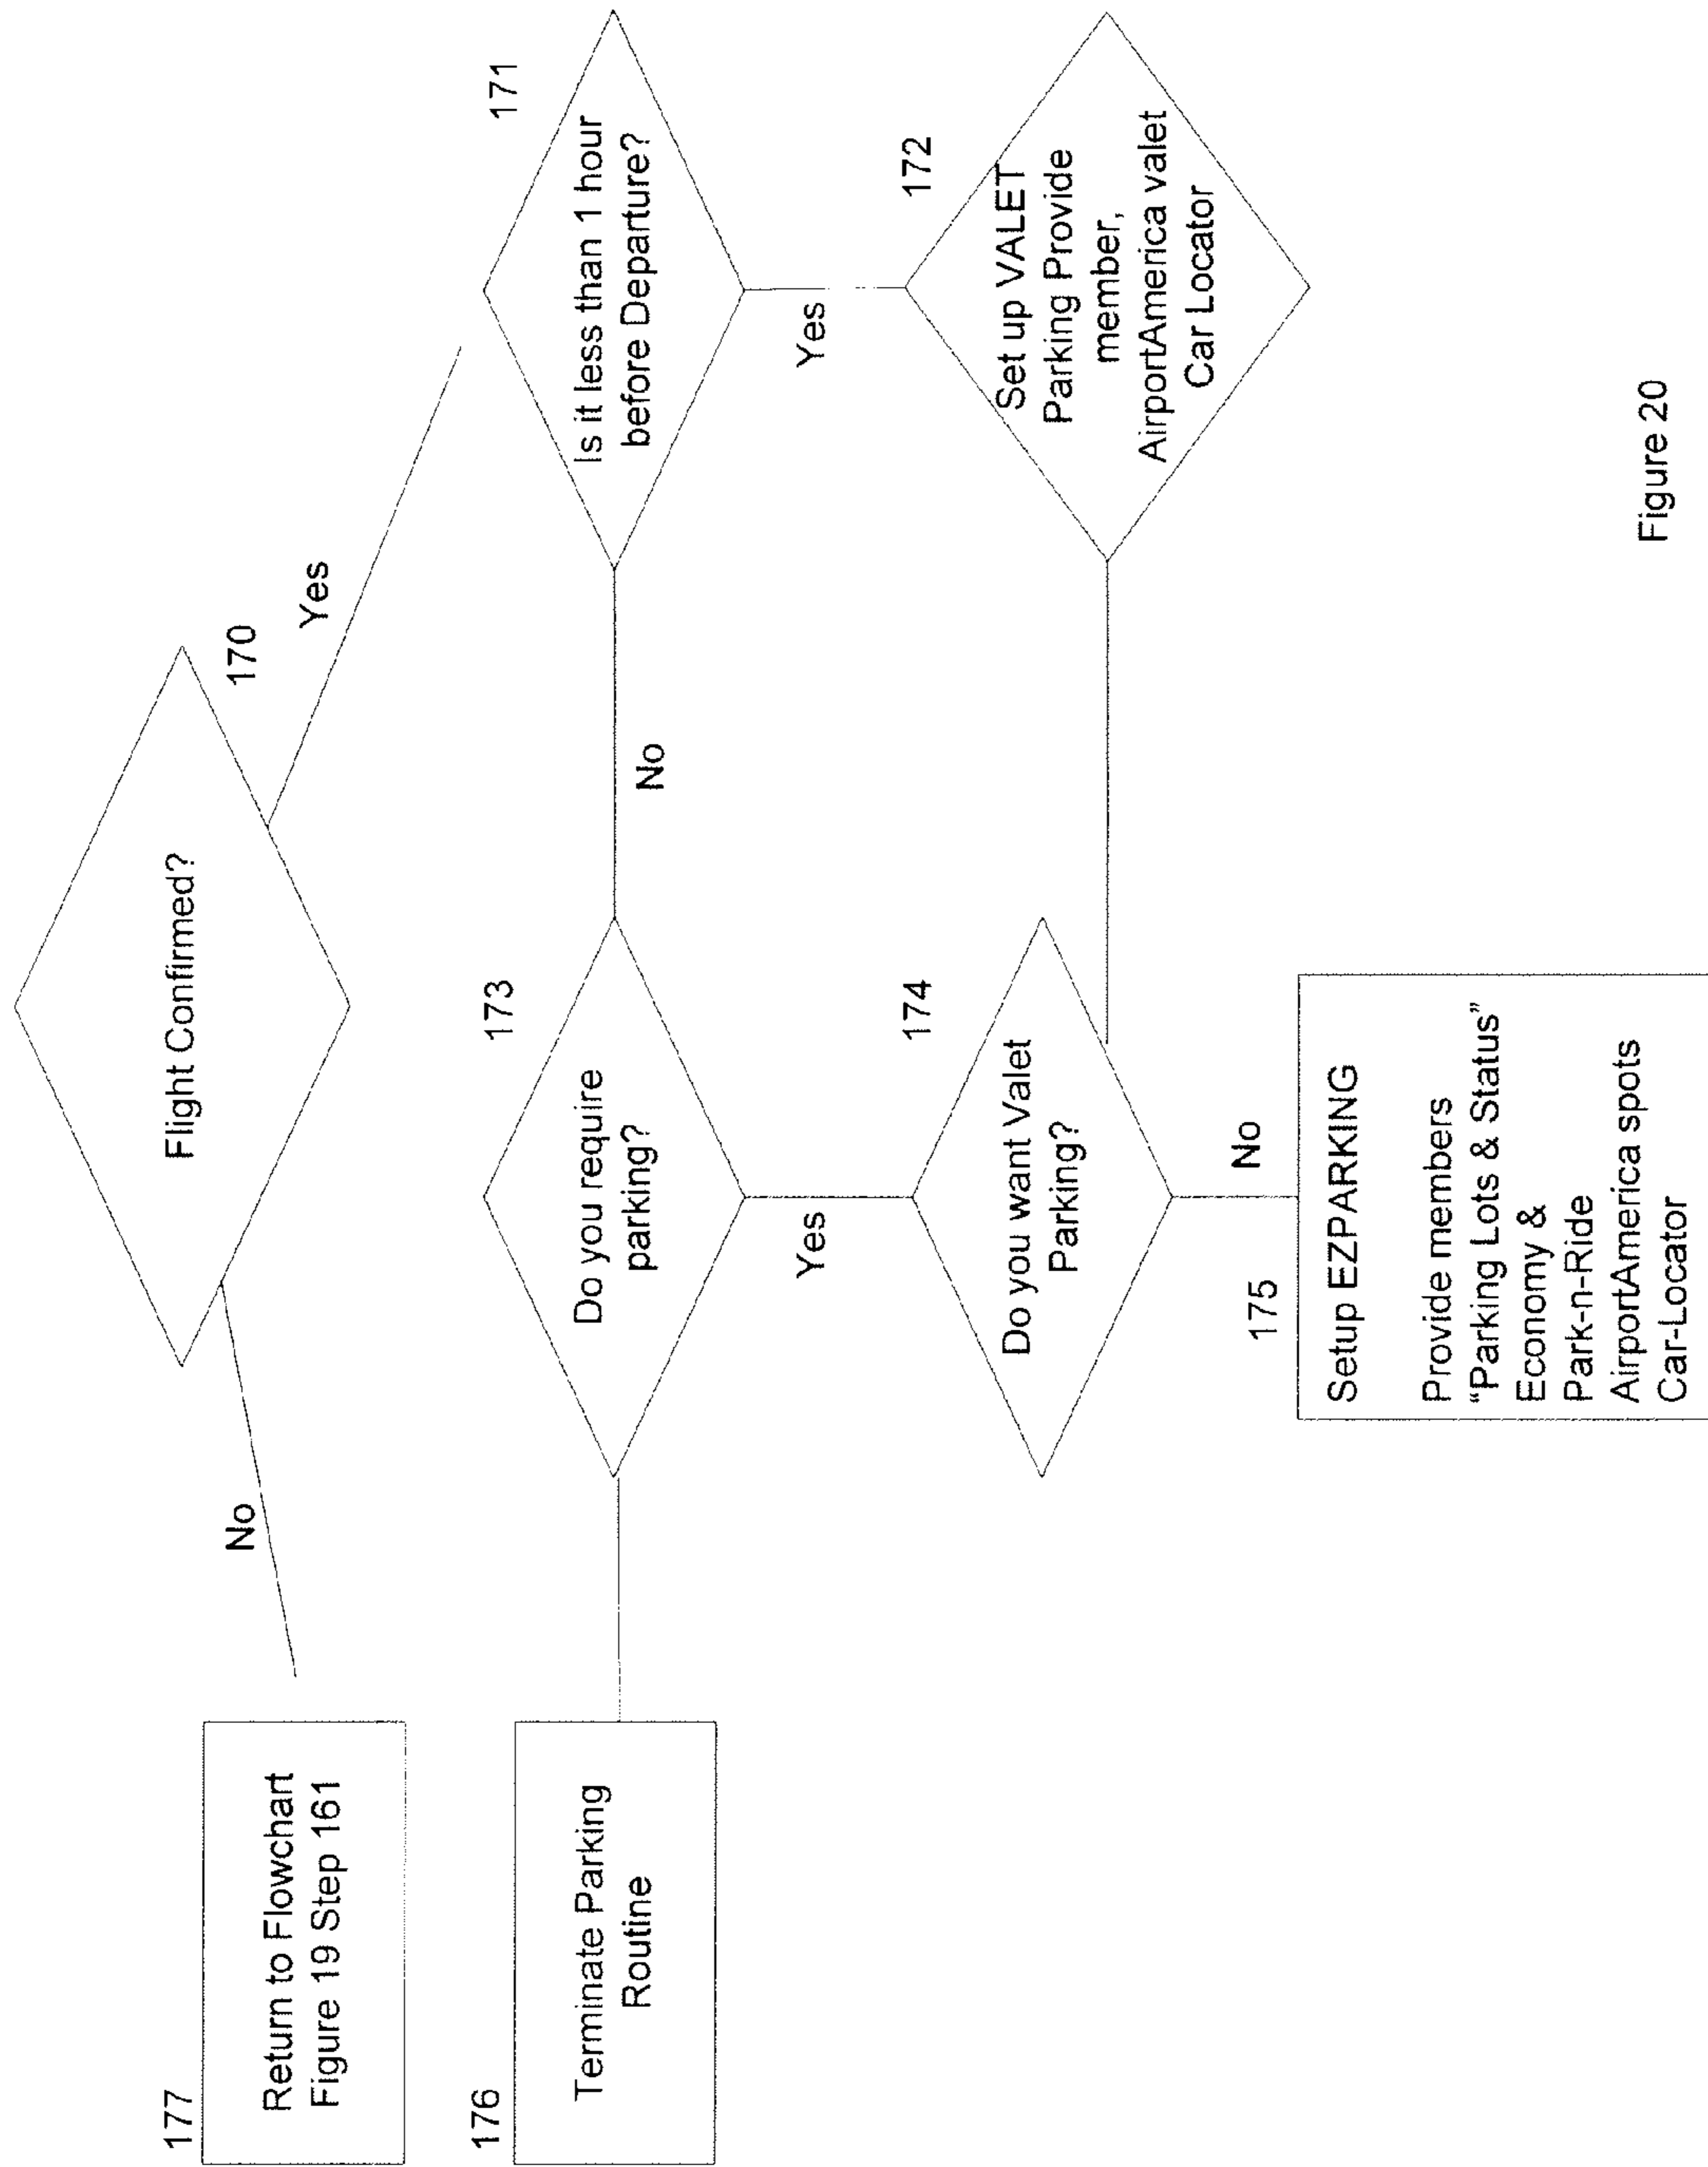 170
Flight Confirmed?
No
Yes
177
Return to Flowchart
Figure 19 Step 161
171
Is it less than 1 hour
before Departure?
No
Yes
173
Do you require
parking?
Yes
176
Terminate Parking
Routine
172
Set up VALET
Parking Provide
member,
AirportAmerica valet
Car Locator
174
Do you want Valet
Parking?
No
175
Setup EZPARKING
Provide members
“Parking Lots & Status”
Economy &
Park-n-Ride
AirportAmerica spots
Car-Locator
Figure 20